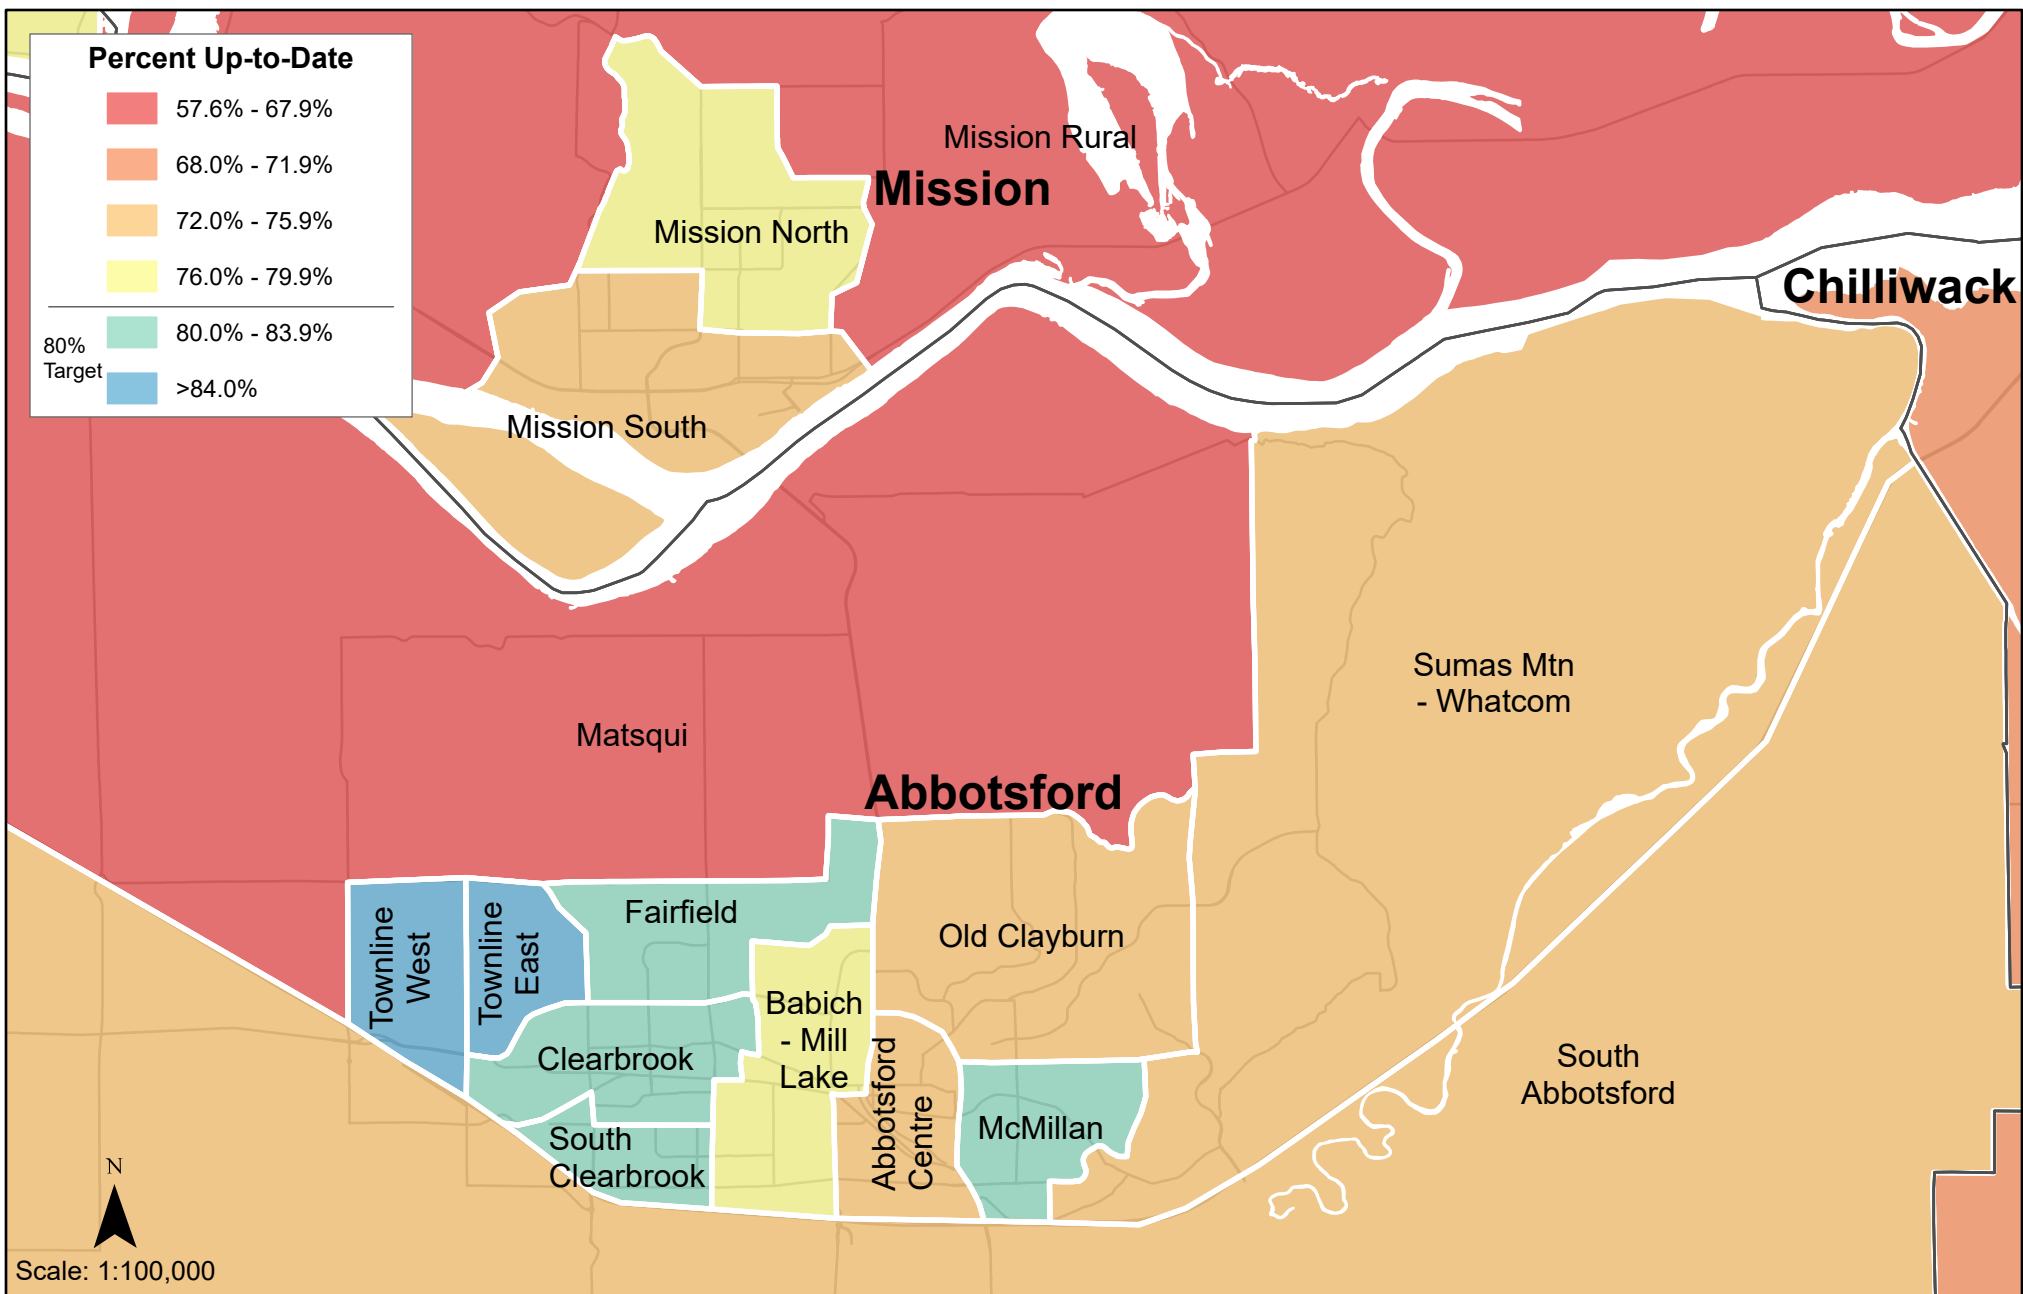 Percent Up-to-Date
57.6% - 67.9%
68.0% - 71.9%
72.0% - 75.9%
76.0% - 79.9%
80.0% - 83.9%
80%
Target
>84.0%
Mission Rural
Mission
Mission North
Chilliwack
Mission South
Sumas Mtn
- Whatcom
Matsqui
Abbotsford
Townline
West
Townline
East
Fairfield
Old Clayburn
Babich
- Mill
Lake
Clearbrook
Abbotsford
Centre
South
Abbotsford
McMillan
South
Clearbrook
N
Scale: 1:100,000